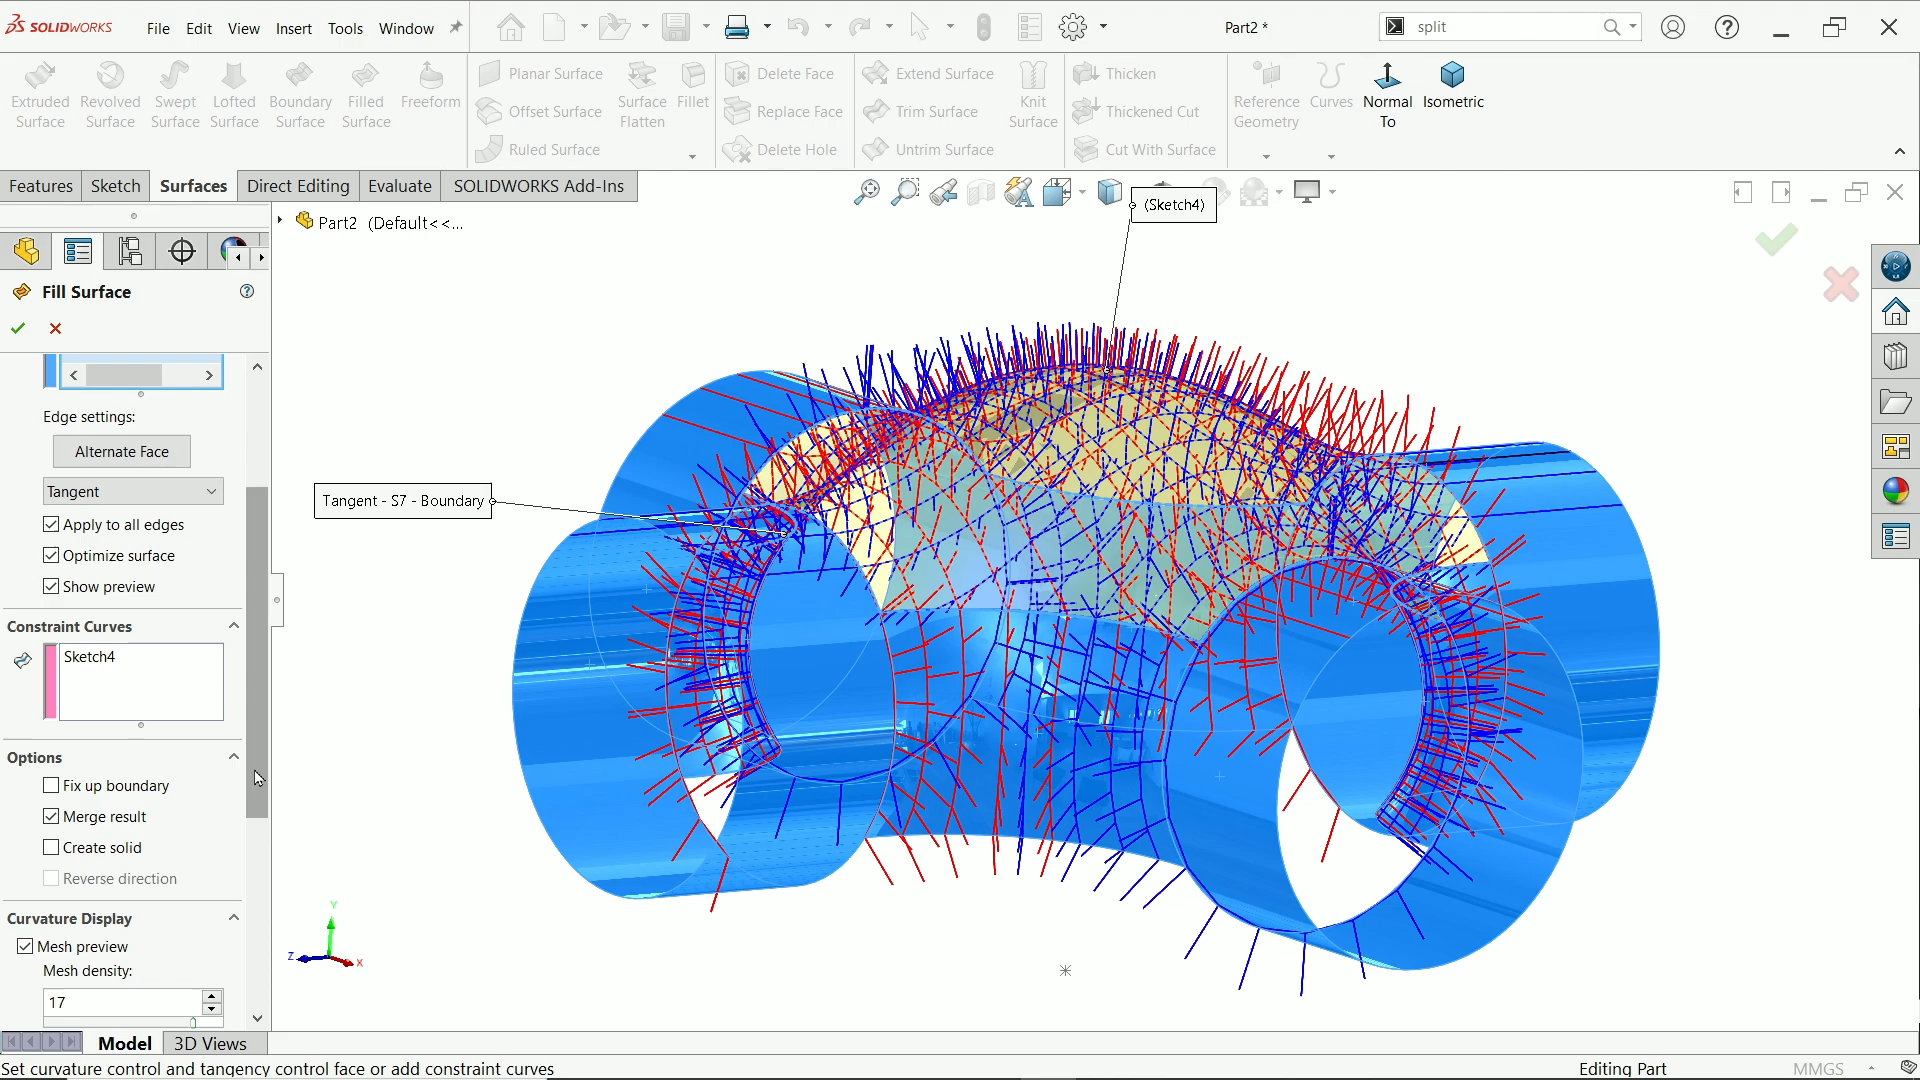 SOLIDWORKS File Edit View Insert Tools Window Part2 * split
Extruded Surface
Revolved Surface
Swept Surface
Lofted Surface
Boundary Surface
Filled Surface
Freeform
Planar Surface
Offset Surface
Ruled Surface
Surface Flatten
Fillet
Delete Face
Replace Face
Delete Hole
Extend Surface
Trim Surface
Untrim Surface
Knit Surface
Thicken
Thickened Cut
Cut With Surface
Reference Geometry
Curves
Normal To
Isometric
Features Sketch Surfaces Direct Editing Evaluate SOLIDWORKS Add-Ins
Part2 (Default<<...
(Sketch4)
Fill Surface
Edge settings:
Alternate Face
Tangent
Tangent - S7 - Boundary
Apply to all edges
Optimize surface
Show preview
Constraint Curves
Sketch4
Options
Fix up boundary
Merge result
Create solid
Reverse direction
Curvature Display
Mesh preview
Mesh density:
17
Y
Z
X
Model 3D Views
Set curvature control and tangency control face or add constraint curves Editing Part MMGS